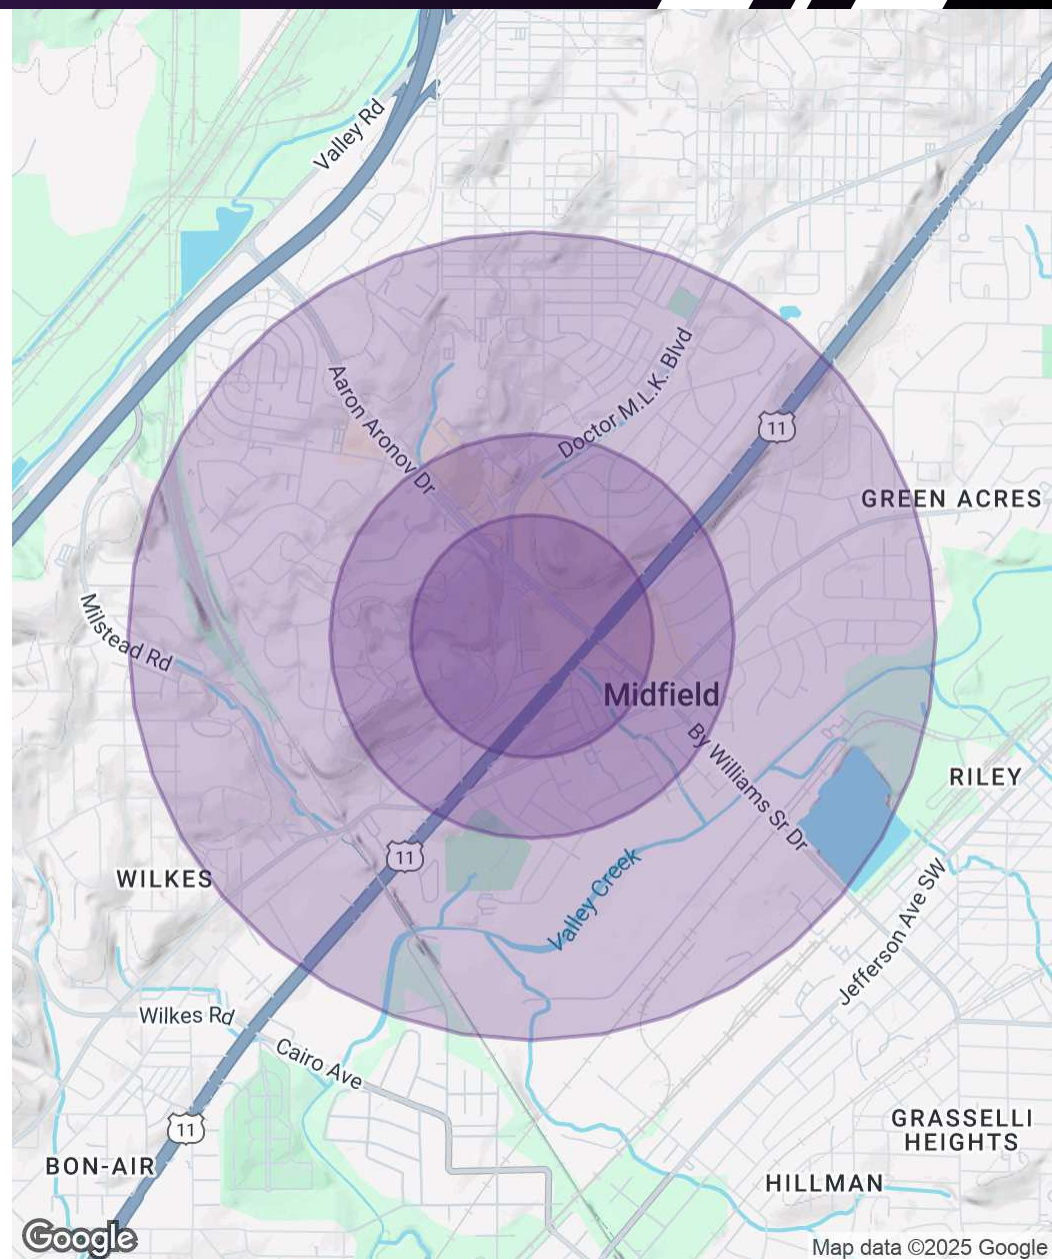 Valley Rd
Aaron Aronov Dr
Doctor M.L.K. Blvd
11
GREEN ACRES
Milstead Rd
Midfield
By Williams Sr Dr
RILEY
11
WILKES
Valley Creek
Jefferson Ave SW
Wilkes Rd
Cairo Ave
11
GRASSELLI
HEIGHTS
BON-AIR
HILLMAN
Google
Map data ©2025 Google